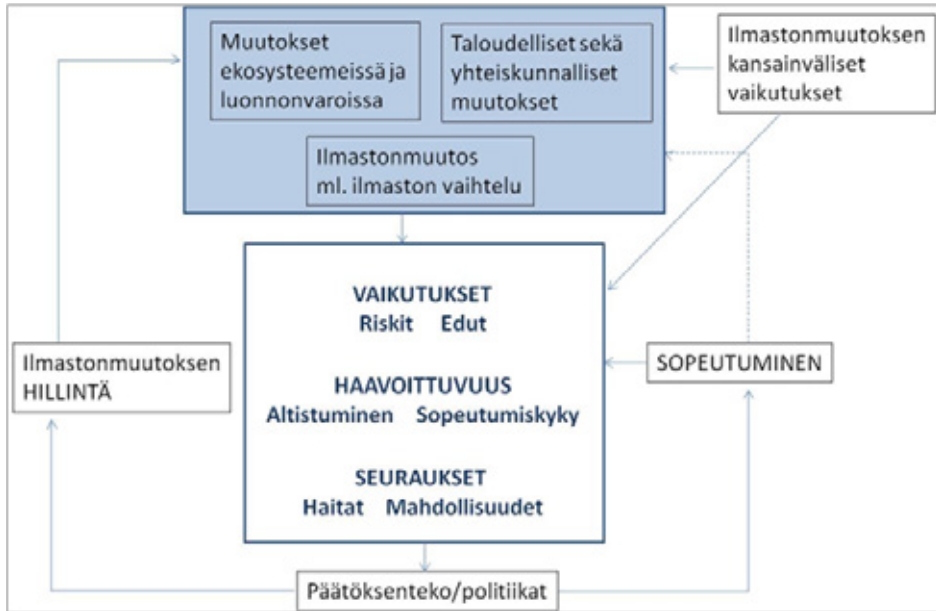 Muutokset
ekosysteemeissä ja
luonnonvaroissa
Taloudelliset sekä
yhteiskunnalliset
muutokset
Ilmastonmuutoksen
kansainväliset
vaikutukset
Ilmastonmuutos
ml. ilmaston vaihtelu
VAIKUTUKSET
Riskit Edut
Ilmastonmuutoksen
HILLINTÄ
HAAVOITTUVUUS
Altistuminen Sopeutumiskyky
SOPEUTUMINEN
SEURAUKSET
Haitat Mahdollisuudet
Päätöksenteko/politiikat